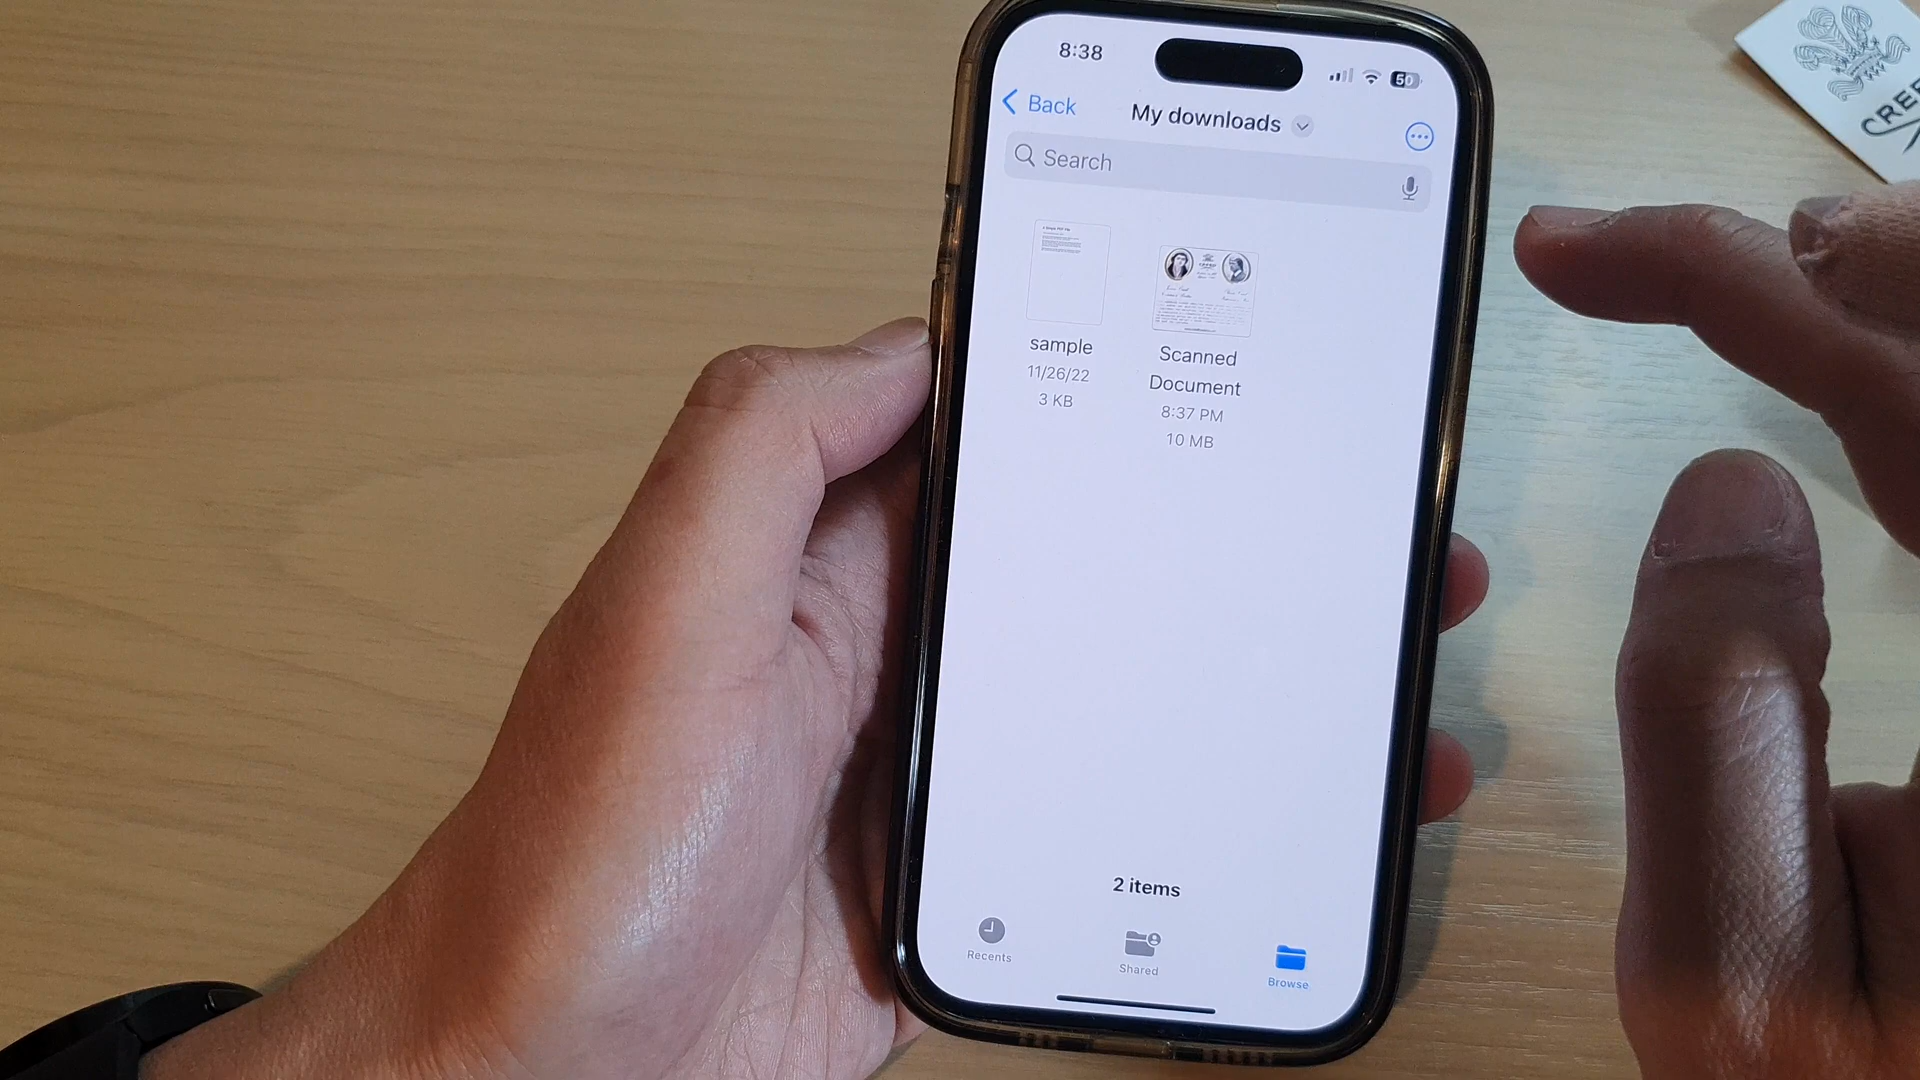 8:38
50
Back
My downloads
Search
sample
11/26/22
3 KB
Scanned
Document
8:37 PM
10 MB
2 items
Recents
Shared
Browse